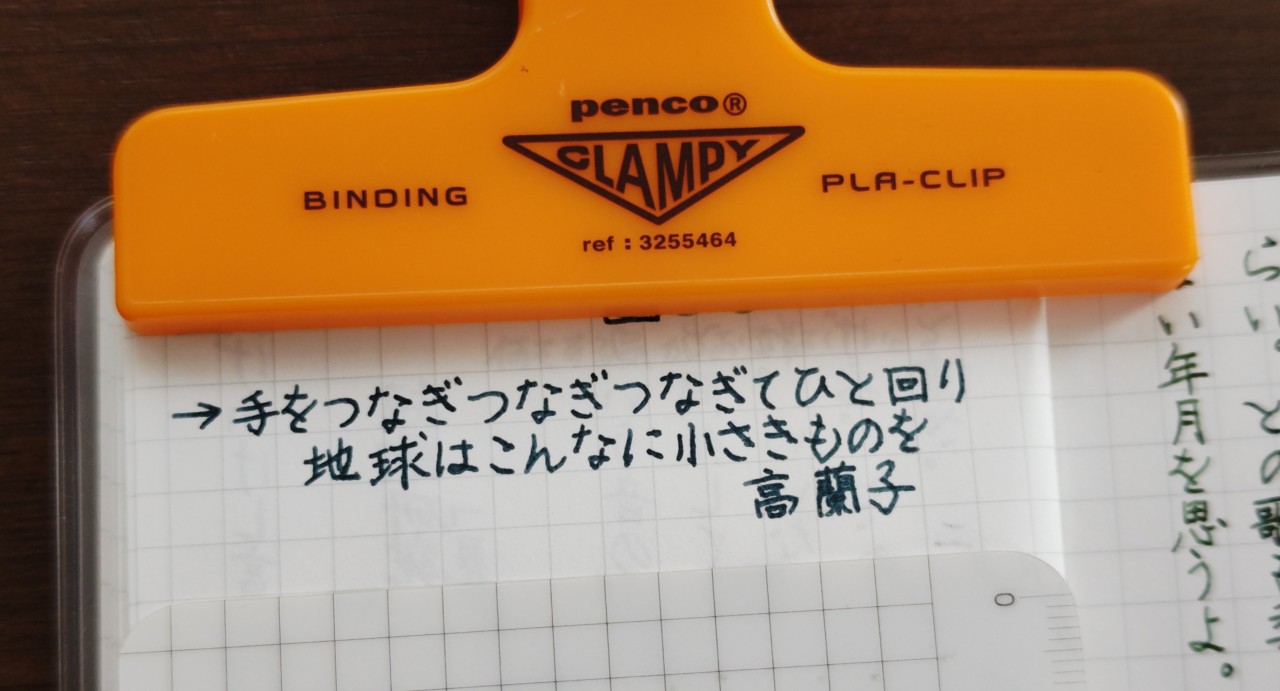 penco®
CLAMPY
BINDING
PLA-CLIP
ref : 3255464
→手をつなぎつなぎつなぎてひと回り
地球はこんなに小さきものを
高蘭子
い年月を思うよ。
らい。との歌
0